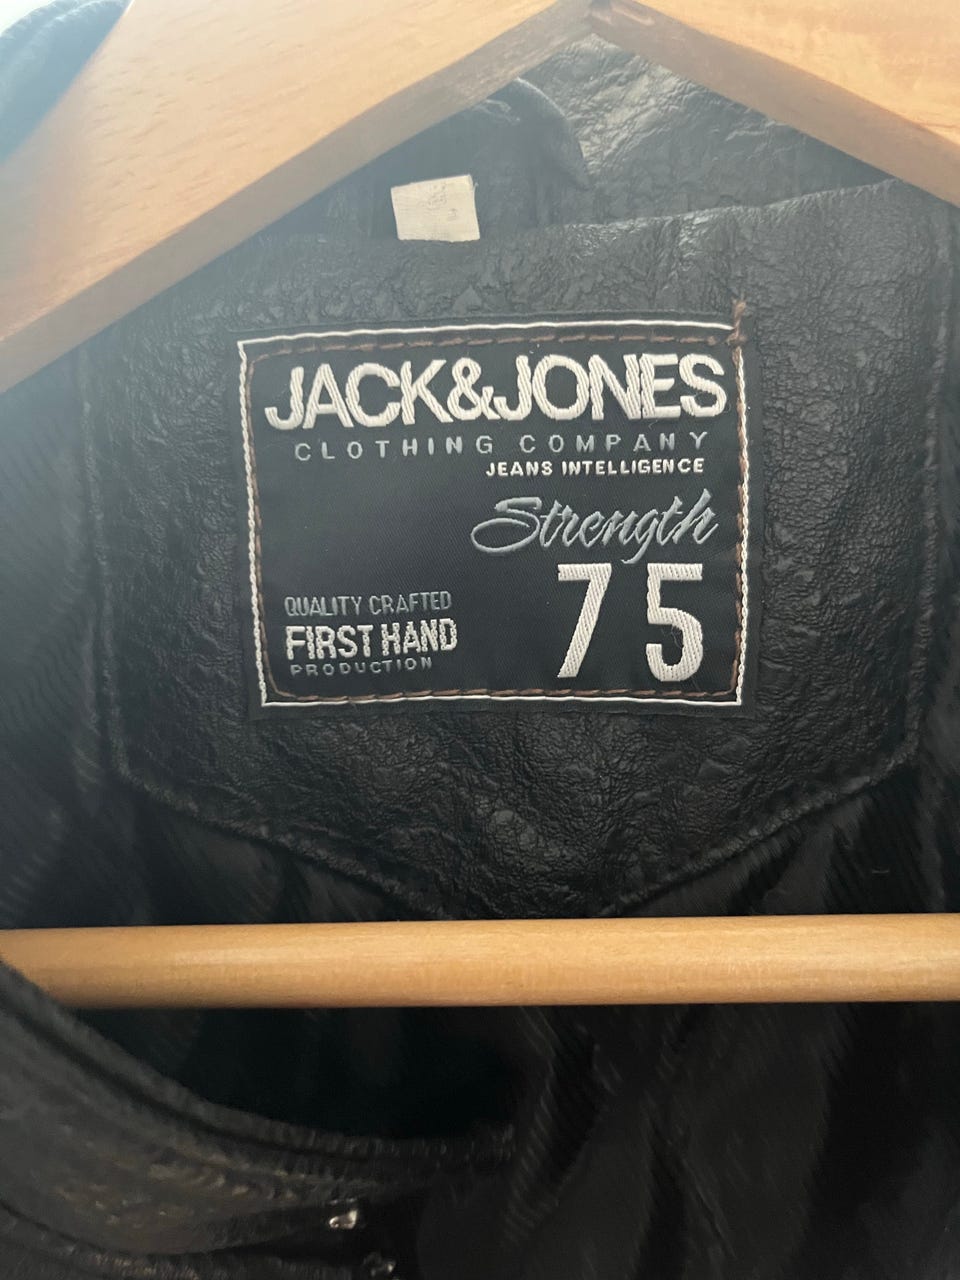 JACK&JONES
CLOTHING COMPANY
JEANS INTELLIGENCE
Strength
75
QUALITY CRAFTED
FIRST HAND
PRODUCTION